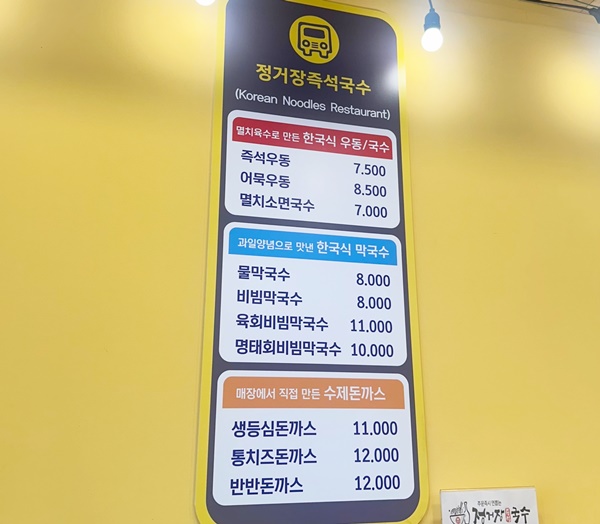 정거장즉석국수
(Korean Noodles Restaurant)
멸치육수로 만든 한국식 우동/국수
즉석우동 7.500
어묵우동 8.500
멸치소면국수 7.000
과일양념으로 맛낸 한국식 막국수
물막국수 8.000
비빔막국수 8.000
육회비빔막국수 11.000
명태회비빔막국수 10.000
매장에서 직접 만든 수제돈까스
생등심돈까스 11.000
통치즈돈까스 12.000
반반돈까스 12.000
정거장 국수